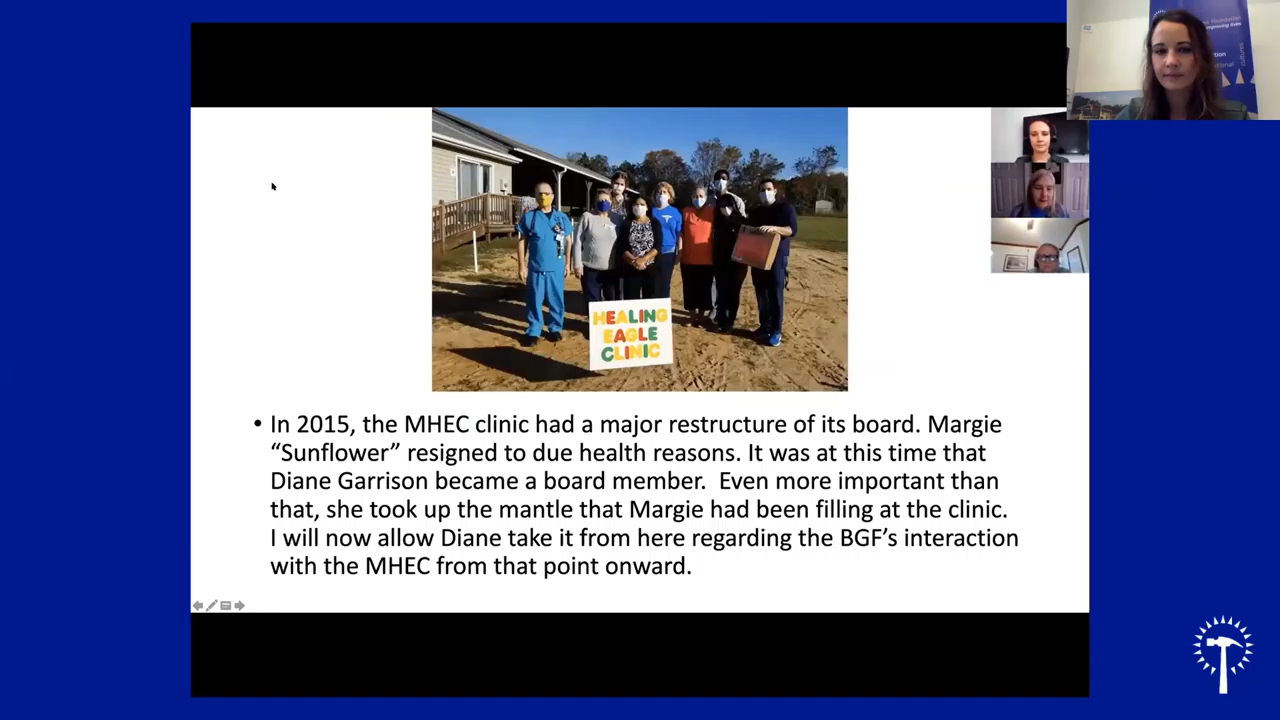 Foundation
improving lives
HEALING
EAGLE
CLINIC
• In 2015, the MHEC clinic had a major restructure of its board. Margie
“Sunflower” resigned to due health reasons. It was at this time that
Diane Garrison became a board member. Even more important than
that, she took up the mantle that Margie had been filling at the clinic.
I will now allow Diane take it from here regarding the BGF’s interaction
with the MHEC from that point onward.